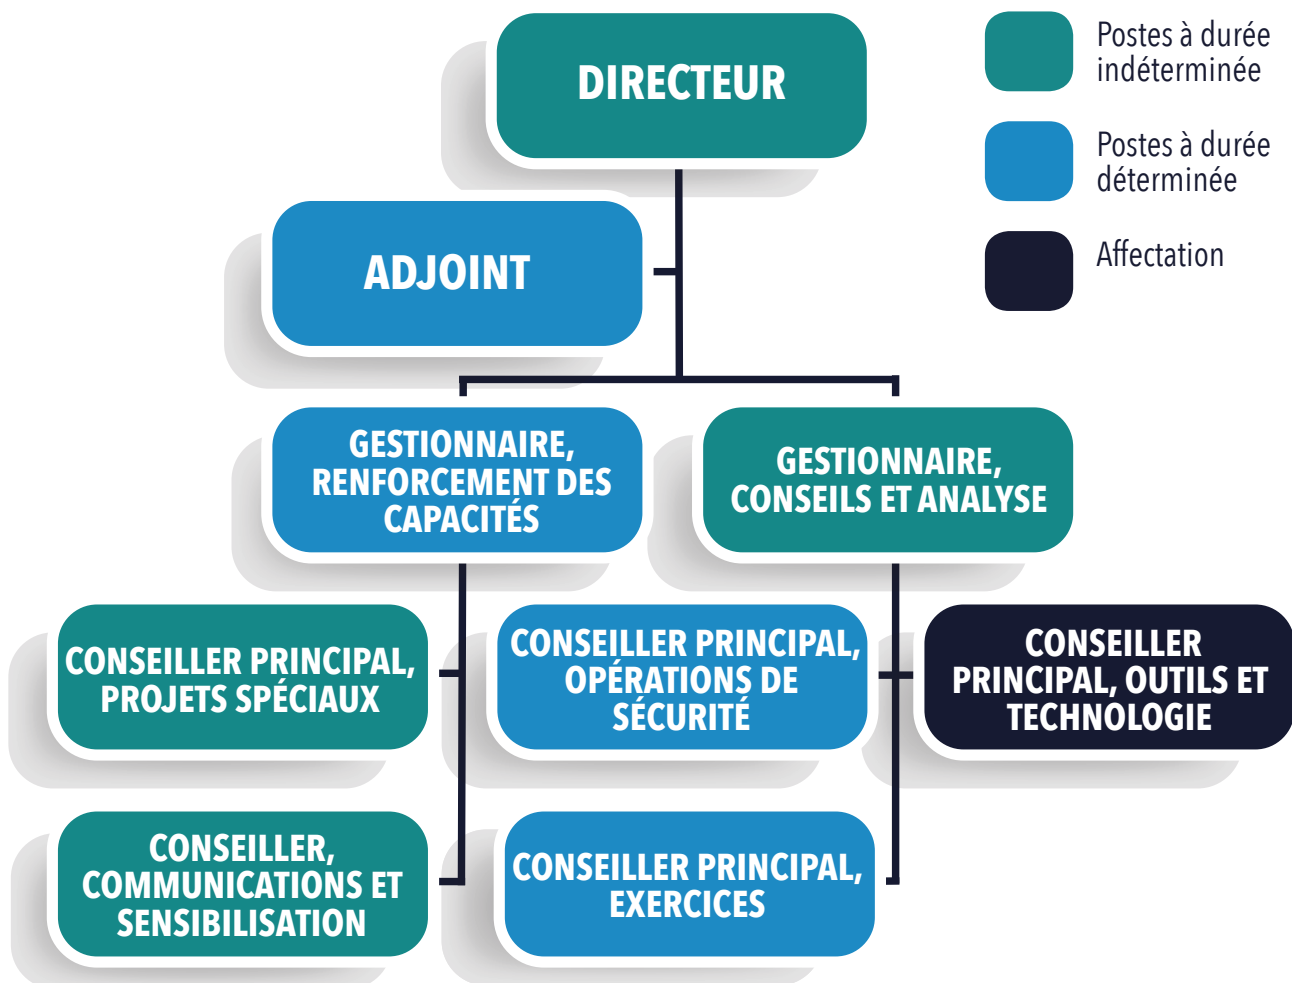 DIRECTEUR
Postes à durée
indéterminée
Postes à durée
déterminée
Affectation
ADJOINT
GESTIONNAIRE,
RENFORCEMENT DES
CAPACITÉS
GESTIONNAIRE,
CONSEILS ET ANALYSE
CONSEILLER PRINCIPAL,
PROJETS SPÉCIAUX
CONSEILLER PRINCIPAL,
OPÉRATIONS DE
SÉCURITÉ
CONSEILLER
PRINCIPAL, OUTILS ET
TECHNOLOGIE
CONSEILLER,
COMMUNICATIONS ET
SENSIBILISATION
CONSEILLER PRINCIPAL,
EXERCICES